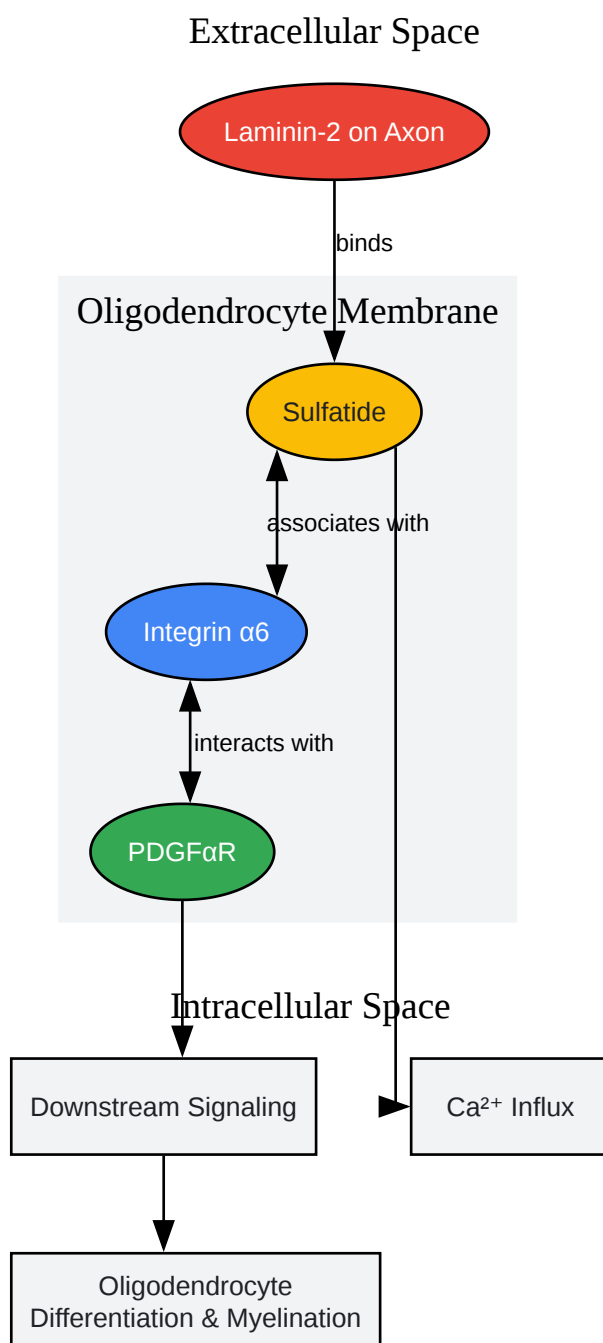 Extracellular Space
Laminin-2 on Axon
binds
Oligodendrocyte Membrane
Sulfatide
associates with
Integrin α6
interacts with
PDGFαR
Intracellular Space
Downstream Signaling
Ca²⁺ Influx
Oligodendrocyte
Differentiation & Myelination